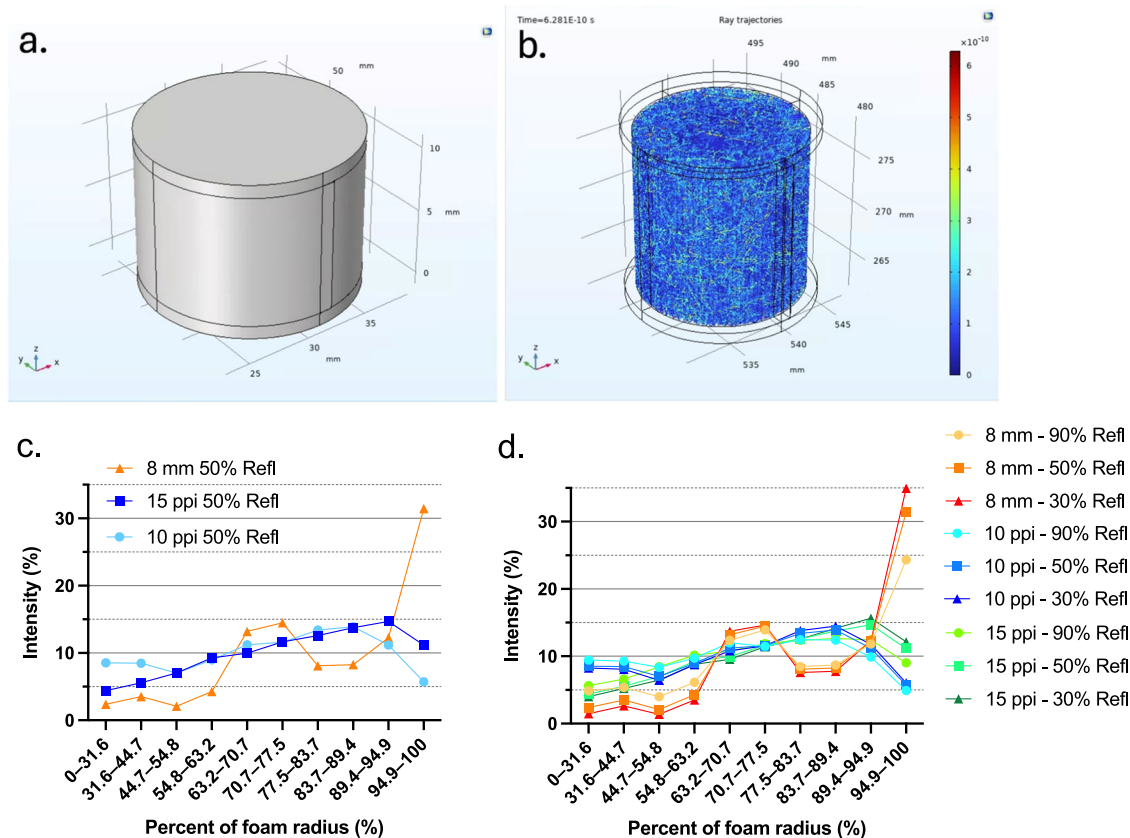 a.
50
mm
10
5
mm
0
35
30
mm
25
y
z
x
Time=6.281E-10 s
Ray trajectories
b.
×10⁻¹⁰
495
mm
490
485
480
275
270
mm
265
545
540
535
mm
y
z
x
6
5
4
3
2
1
0
c.
8 mm 50% Refl
15 ppi 50% Refl
10 ppi 50% Refl
Intensity (%)
30
20
10
0
0–31.6
31.6–44.7
44.7–54.8
54.8–63.2
63.2–70.7
70.7–77.5
77.5–83.7
83.7–89.4
89.4–94.9
94.9–100
Percent of foam radius (%)
d.
Intensity (%)
30
20
10
0
0–31.6
31.6–44.7
44.7–54.8
54.8–63.2
63.2–70.7
70.7–77.5
77.5–83.7
83.7–89.4
89.4–94.9
94.9–100
Percent of foam radius (%)
8 mm - 90% Refl
8 mm - 50% Refl
8 mm - 30% Refl
10 ppi - 90% Refl
10 ppi - 50% Refl
10 ppi - 30% Refl
15 ppi - 90% Refl
15 ppi - 50% Refl
15 ppi - 30% Refl